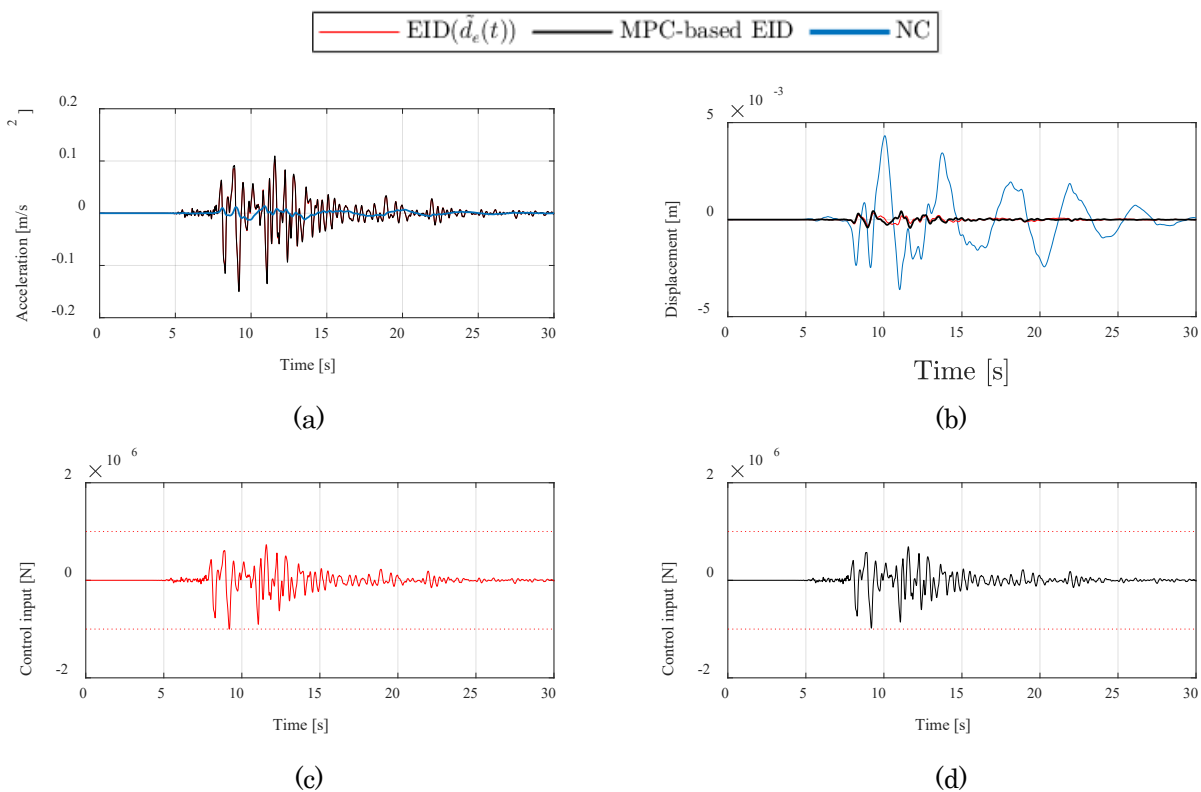 EID(d̃ₑ(t)) MPC-based EID NC
0.2
0.1
0
-0.1
-0.2
Acceleration [m/s
2
]
0 5 10 15 20 25 30
Time [s]
(a)
× 10 -3
5
0
-5
Displacement [m]
0 5 10 15 20 25 30
Time [s]
(b)
× 10 6
2
0
-2
Control input [N]
0 5 10 15 20 25 30
Time [s]
(c)
× 10 6
2
0
-2
Control input [N]
0 5 10 15 20 25 30
Time [s]
(d)